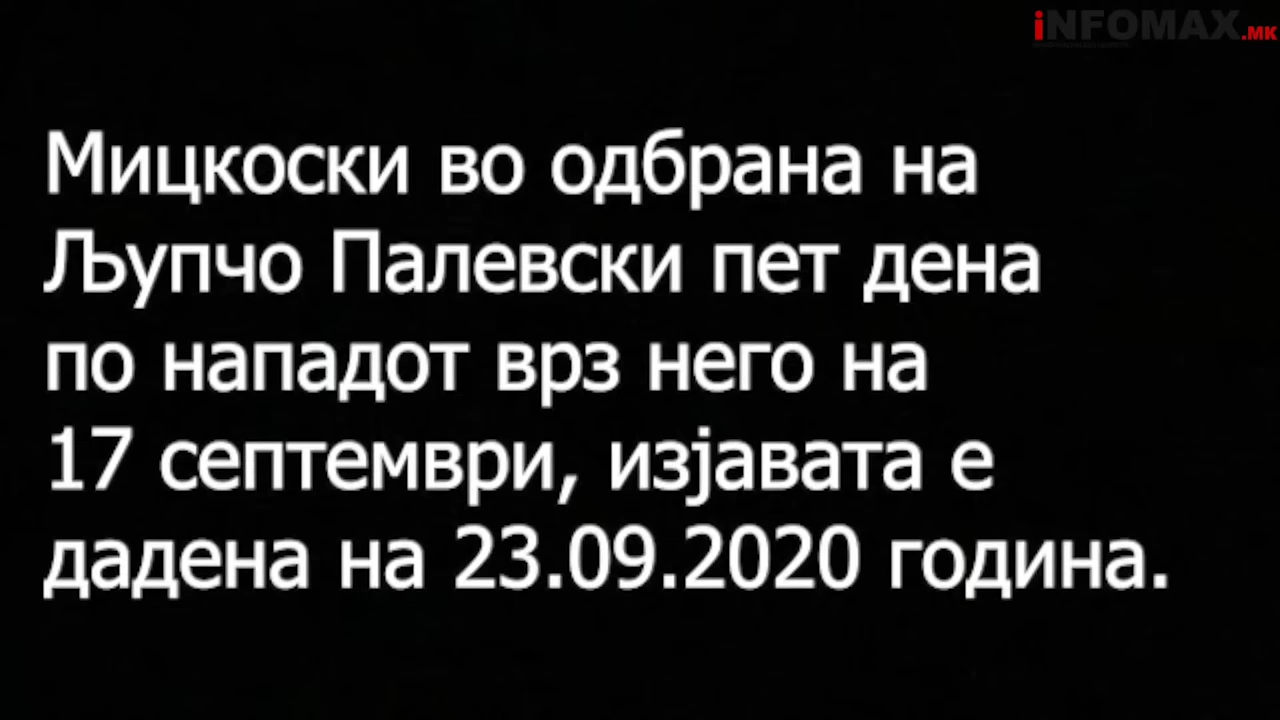 iNFOMAX.MK
Мицкоски во одбрана на
Љупчо Палевски пет дена
по нападот врз него на
17 септември, изјавата е
дадена на 23.09.2020 година.